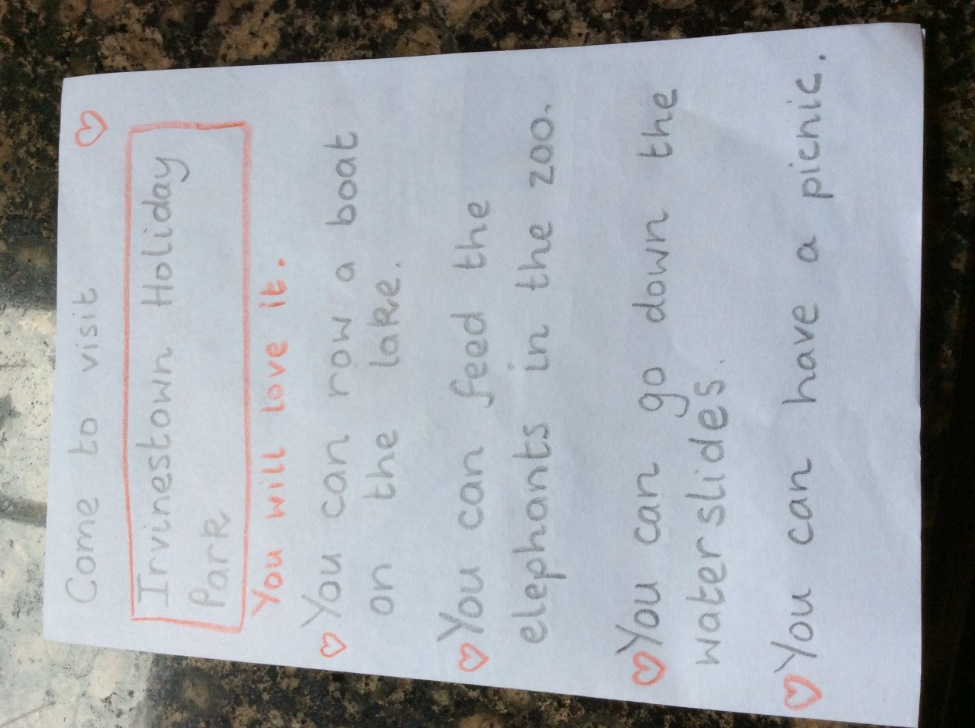 Come to visit
Irvinestown Holiday
Park
You will love it.
You can row a boat
on the lake.
You can feed the
elephants in the zoo.
You can go down the
waterslides.
You can have a picnic.